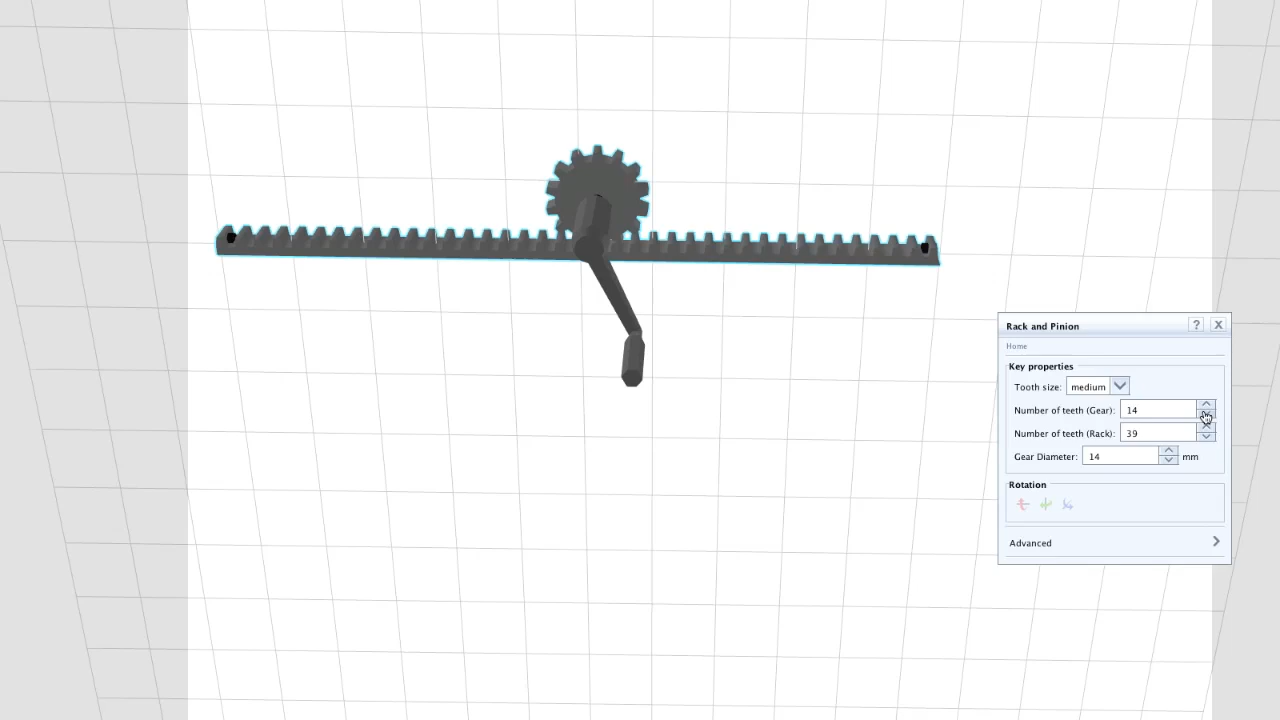 Rack and Pinion ? X
Home
Key properties
Tooth size: medium
Number of teeth (Gear): 14
Number of teeth (Rack): 39
Gear Diameter: 14 mm
Rotation
Advanced